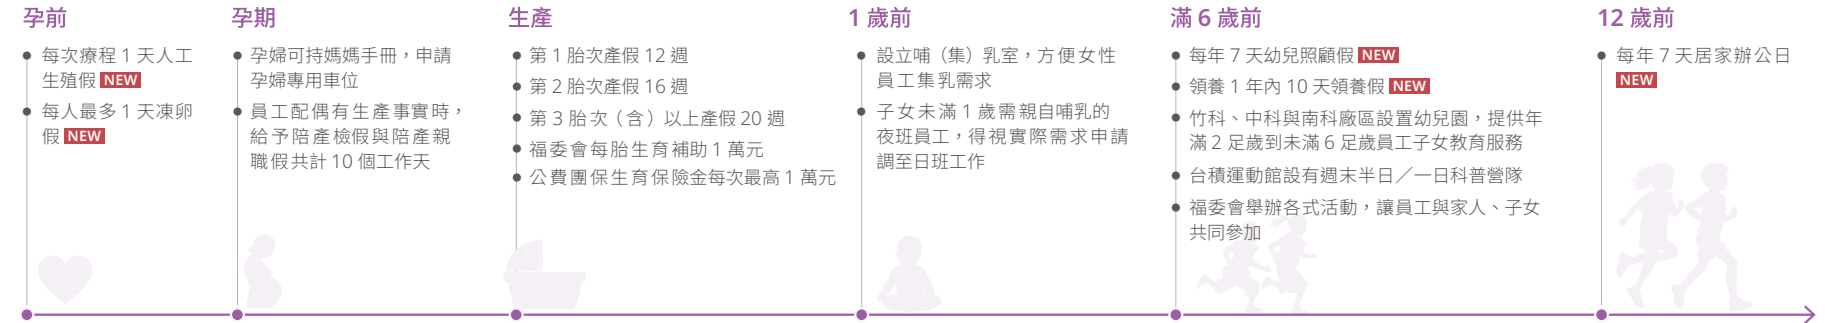 孕前
每次療程 1 天人工
生殖假 NEW
每人最多 1 天凍卵
假 NEW
孕期
孕婦可持媽媽手冊，申請
孕婦專用車位
員工配偶有生產事實時，
給予陪產檢假與陪產親
職假共計 10 個工作天
生產
第 1 胎次產假 12 週
第 2 胎次產假 16 週
第 3 胎次（含）以上產假 20 週
福委會每胎生育補助 1 萬元
公費團保生育保險金每次最高 1 萬元
1 歲前
設立哺（集）乳室，方便女性
員工集乳需求
子女未滿 1 歲需親自哺乳的
夜班員工，得視實際需求申請
調至日班工作
滿 6 歲前
每年 7 天幼兒照顧假 NEW
領養 1 年內 10 天領養假 NEW
竹科、中科與南科廠區設置幼兒園，提供年
滿 2 足歲到未滿 6 足歲員工子女教育服務
台積運動館設有週末半日／一日科普營隊
福委會舉辦各式活動，讓員工與家人、子女
共同參加
12 歲前
每年 7 天居家辦公日
NEW